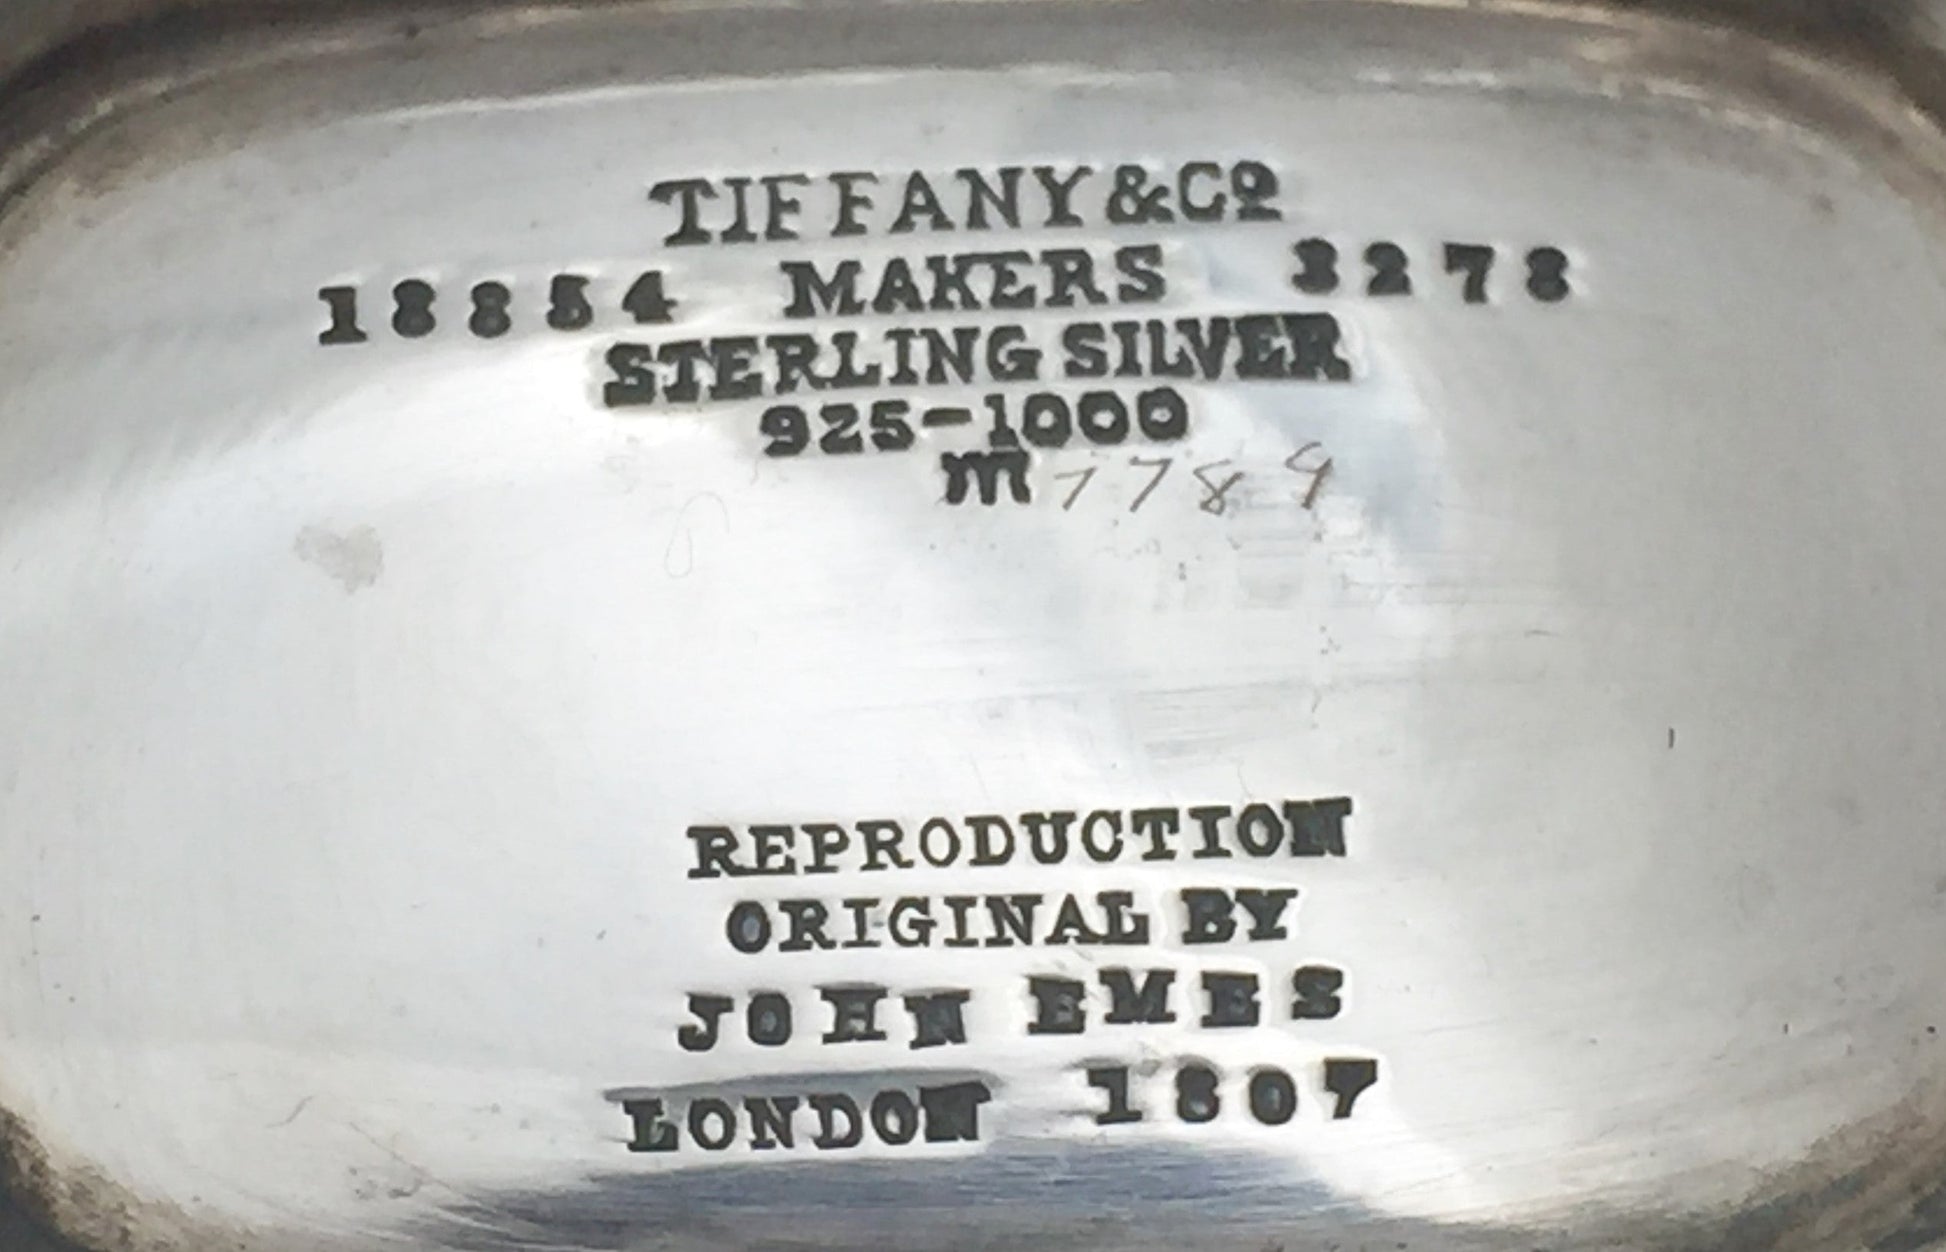 TIFFANY & Cº
18854 MAKERS 3278
STERLING SILVER
925-1000
m 7789
REPRODUCTION
ORIGINAL BY
JOHN EMES
LONDON 1807